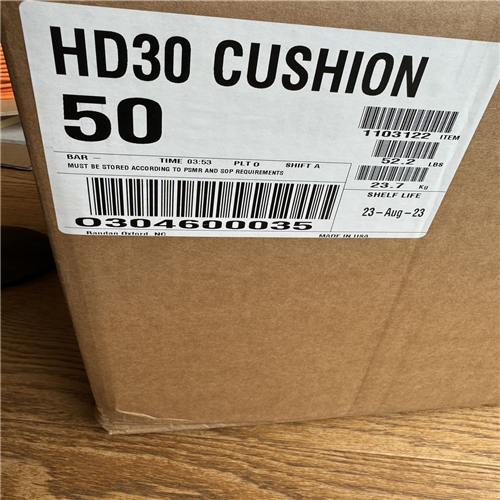 HD30 CUSHION
50
1103122 ITEM
52.2 LBS
23.7 Kg
BAR — TIME 03:53 PLT 0 SHIFT A
MUST BE STORED ACCORDING TO PSMR AND SOP REQUIREMENTS
SHELF LIFE
23-Aug-23
0304600035
Randan Oxford, NC MADE IN USA